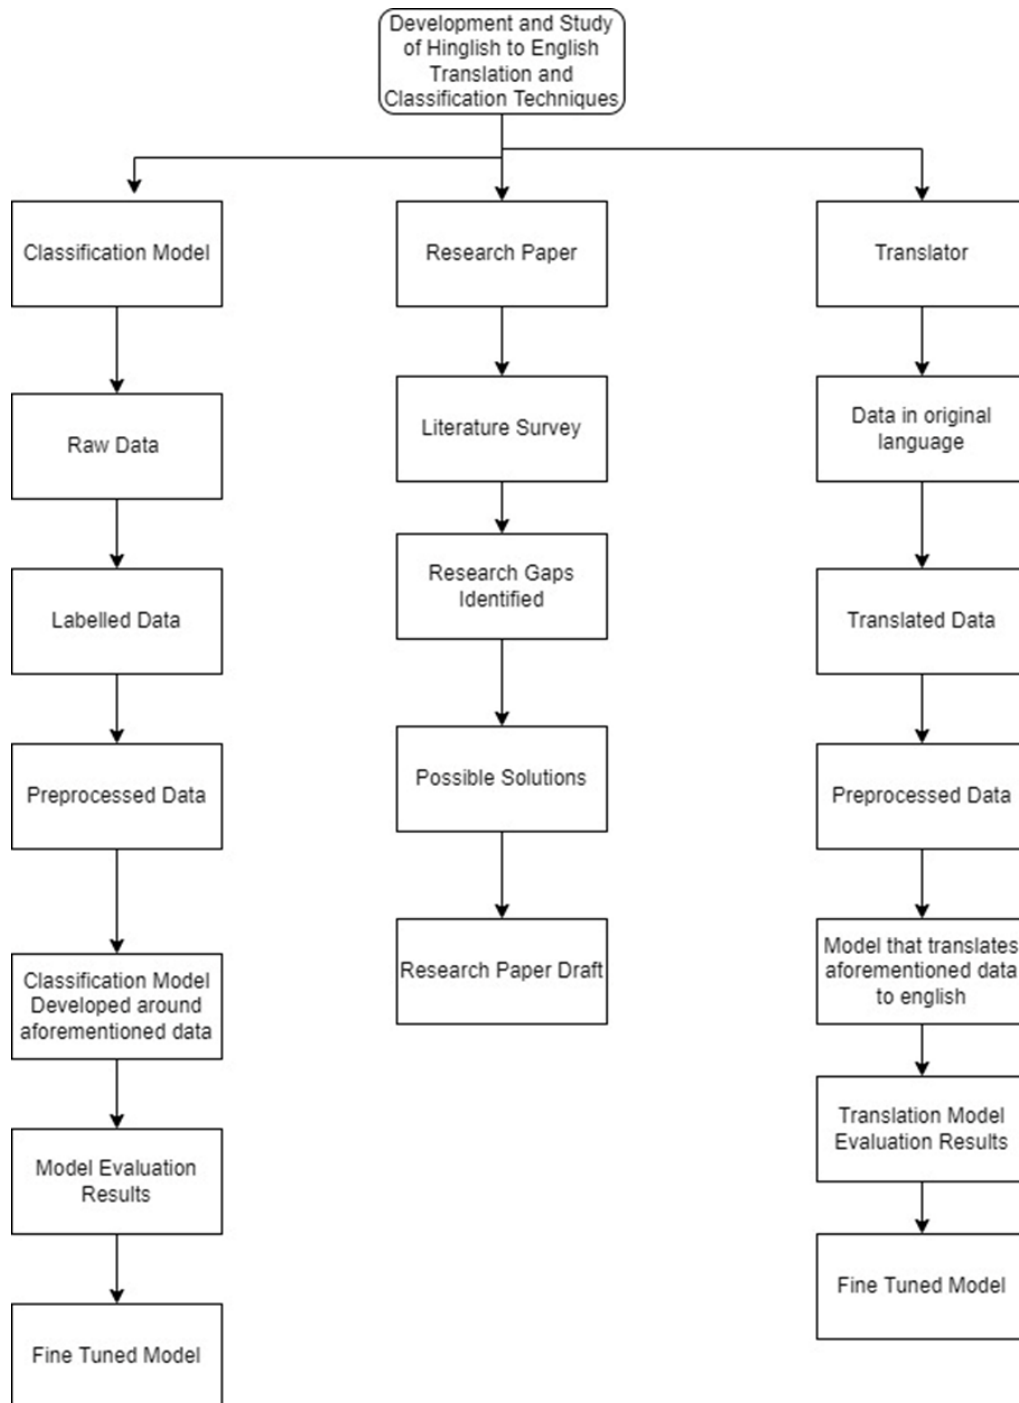 Development and Study
of Hinglish to English
Translation and
Classification Techniques
Classification Model
Research Paper
Translator
Raw Data
Literature Survey
Data in original
language
Labelled Data
Research Gaps
Identified
Translated Data
Preprocessed Data
Possible Solutions
Preprocessed Data
Classification Model
Developed around
aforementioned data
Research Paper Draft
Model that translates
aforementioned data
to english
Model Evaluation
Results
Translation Model
Evaluation Results
Fine Tuned Model
Fine Tuned Model